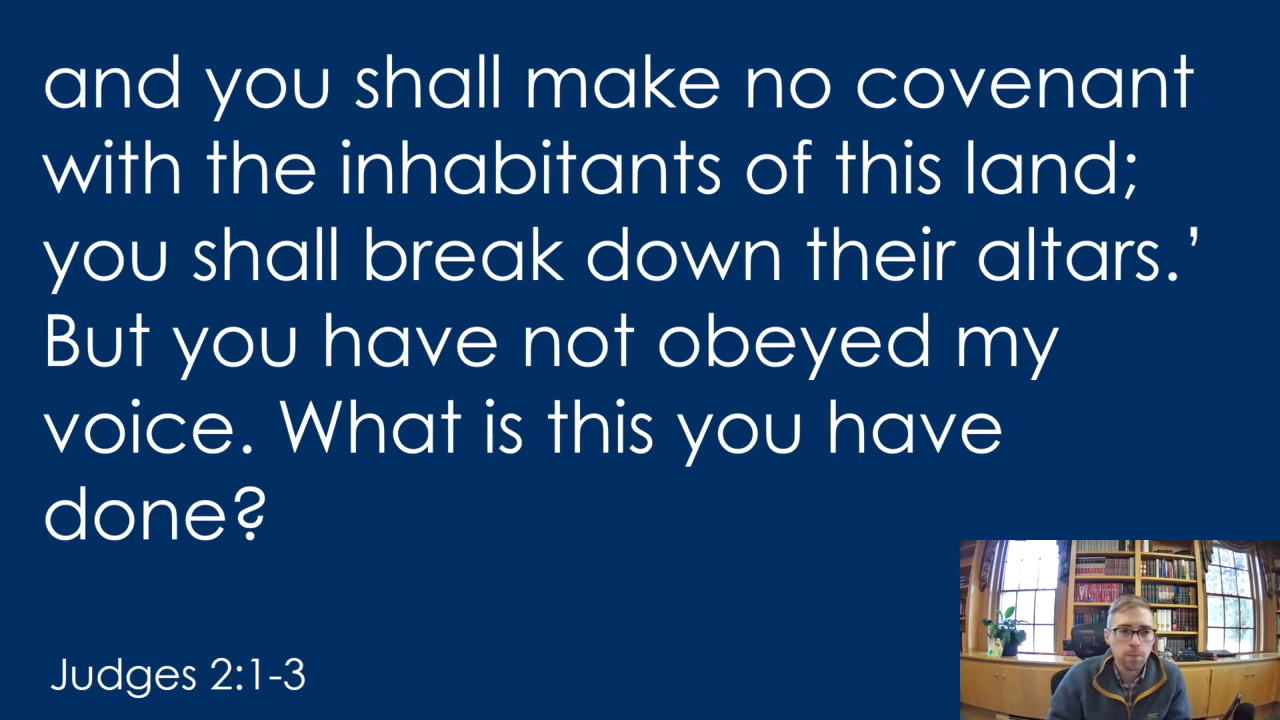 and you shall make no covenant
with the inhabitants of this land;
you shall break down their altars.’
But you have not obeyed my
voice. What is this you have
done?
Judges 2:1-3